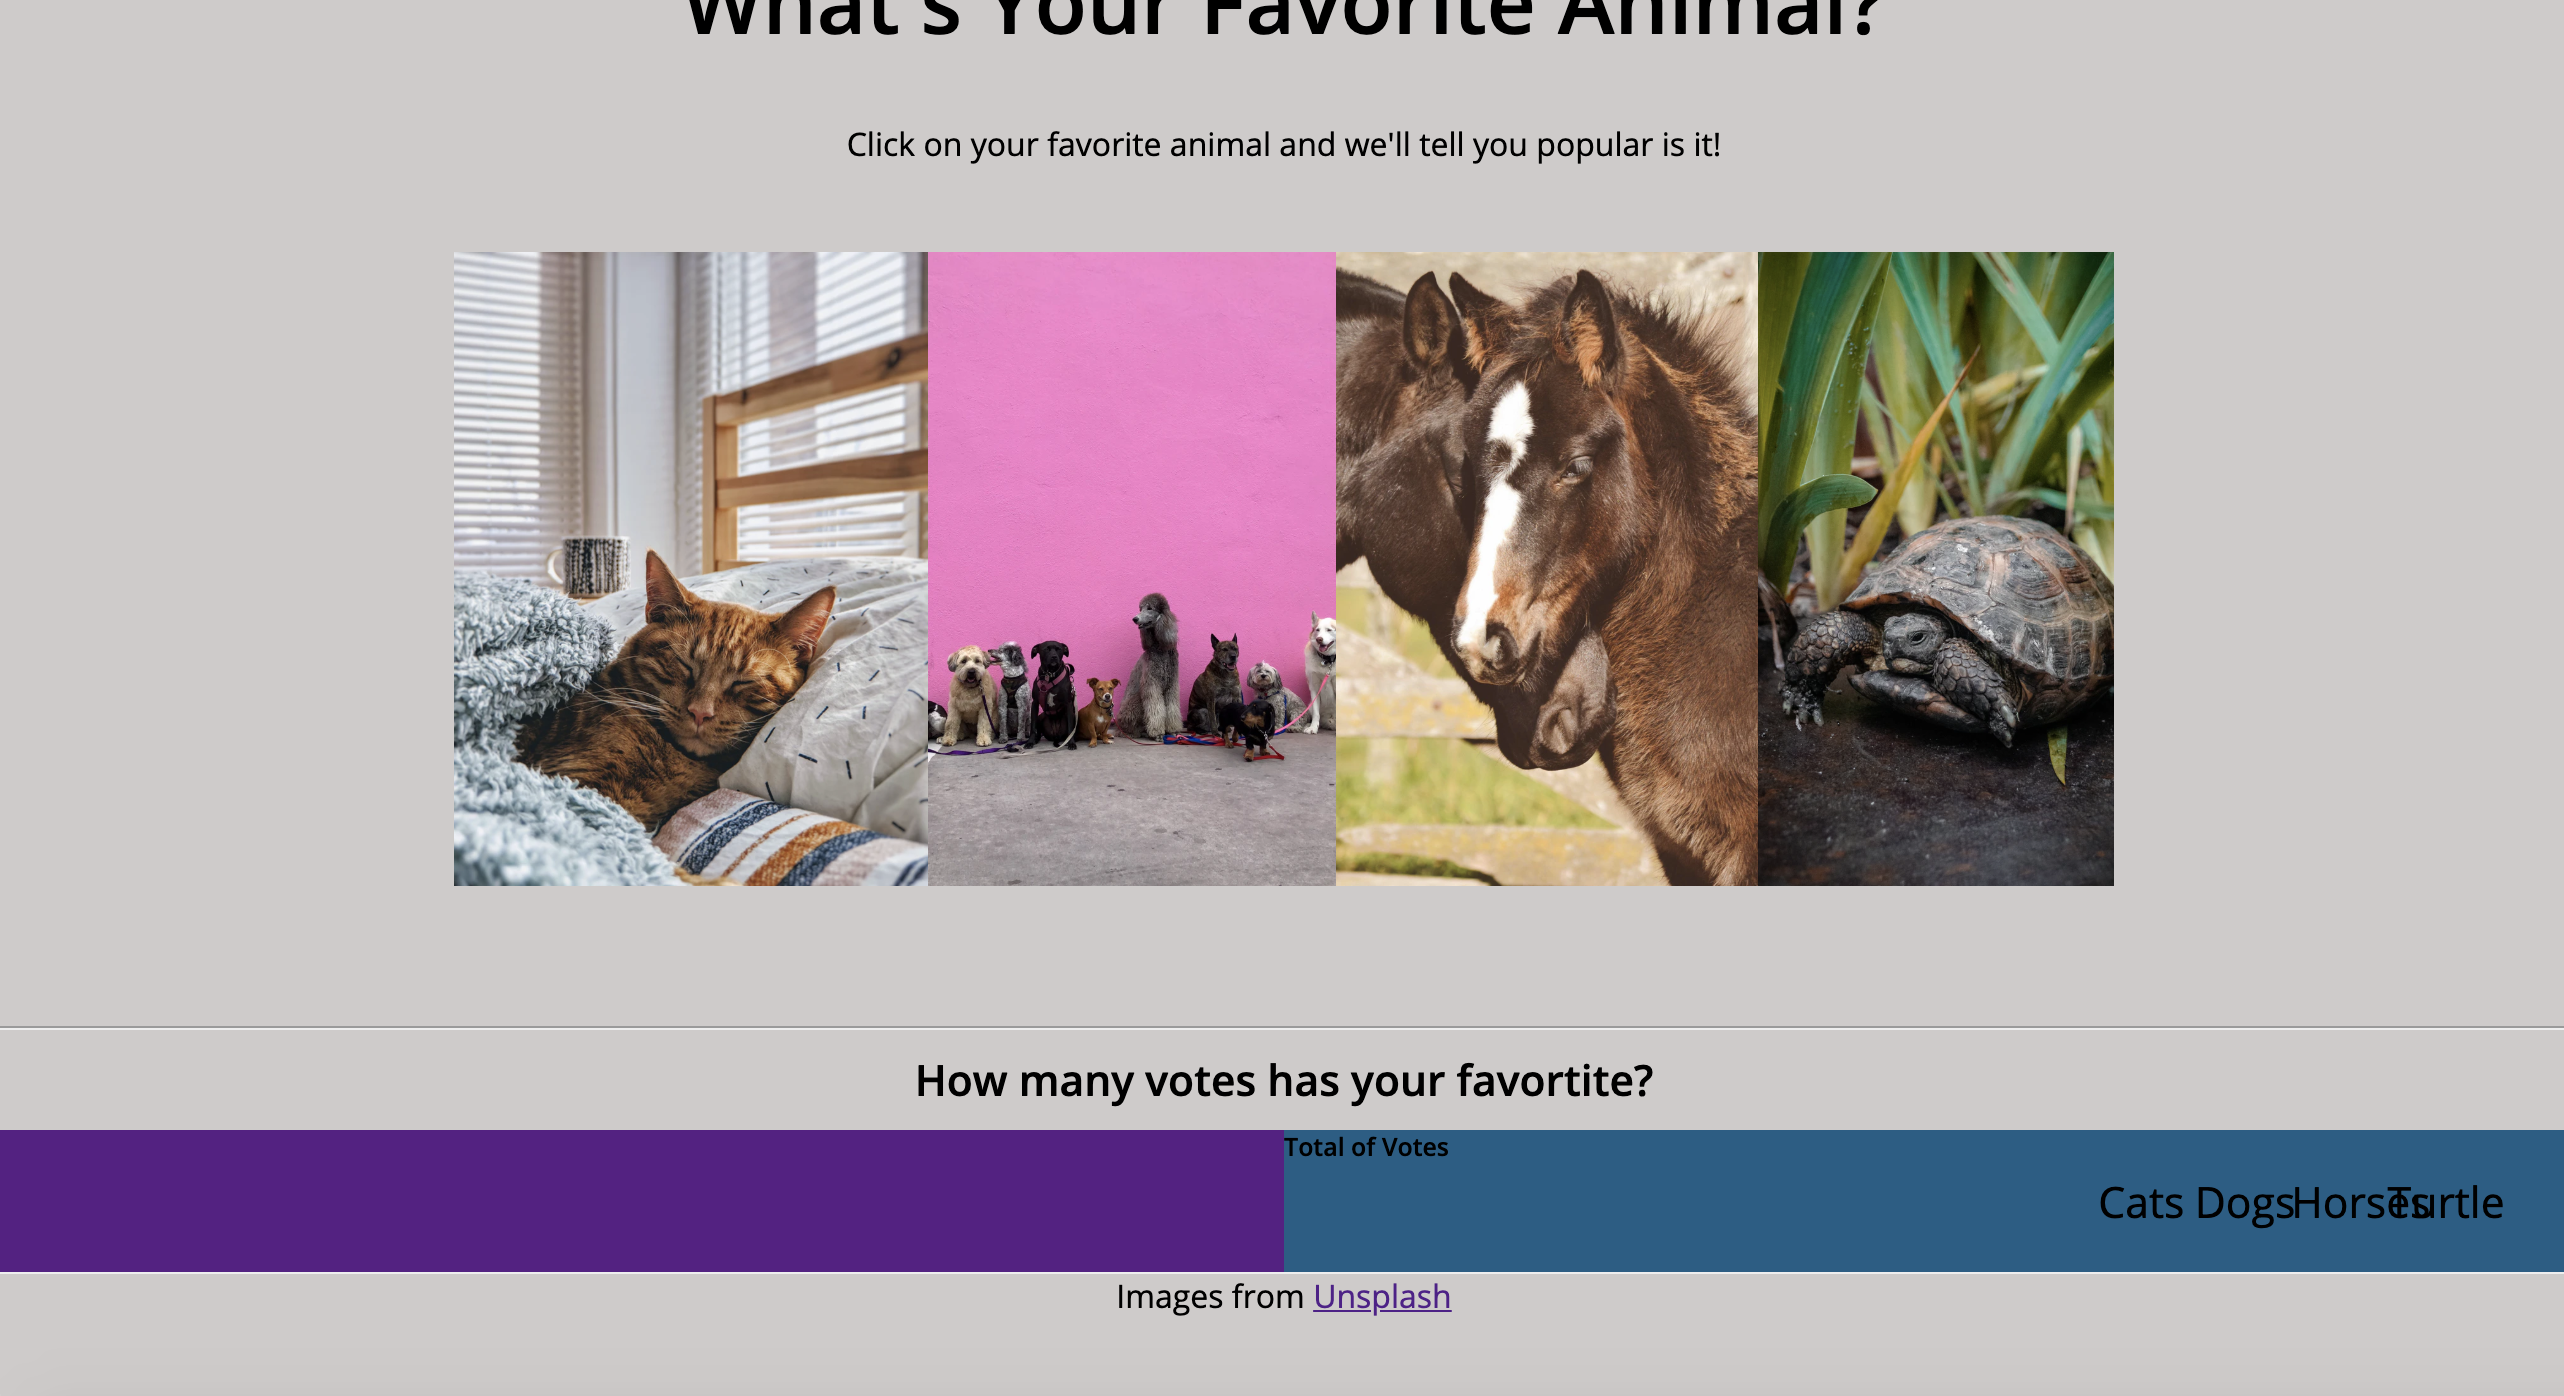 What's Your Favorite Animal?
Click on your favorite animal and we'll tell you popular is it!
How many votes has your favortite?
Total of Votes
Cats Dogs Horses Turtle
Images from Unsplash